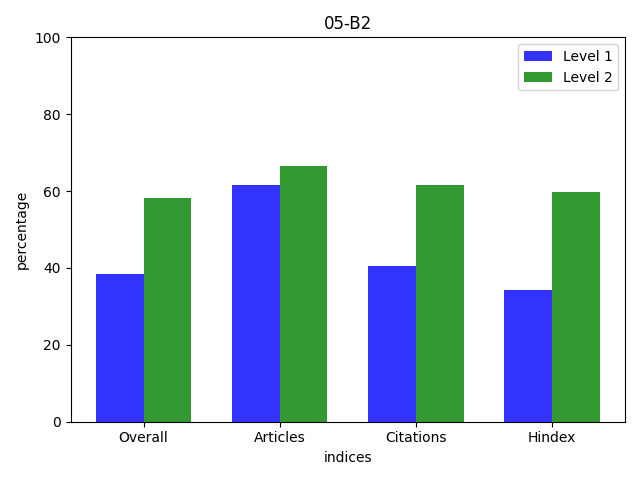 05-B2
Level 1
Level 2
percentage
100
80
60
40
20
0
Overall
Articles
Citations
Hindex
indices